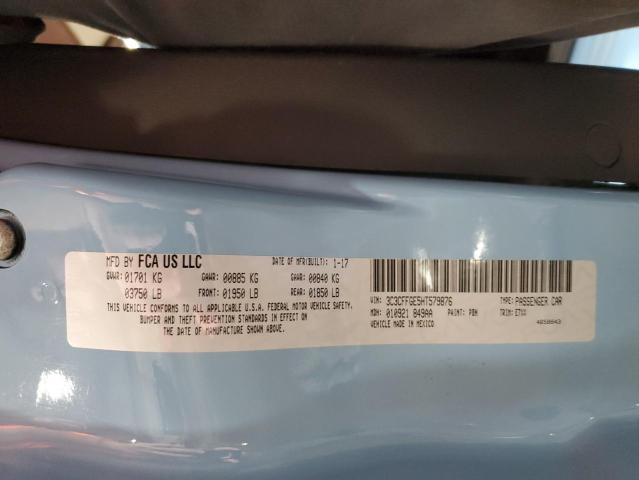 MFD BY FCA US LLC DATE OF MFR(BUILT): 1-17
GVWR: 01701 KG GAWR: 00885 KG GAWR: 00840 KG
03750 LB FRONT: 01950 LB REAR: 01850 LB
THIS VEHICLE CONFORMS TO ALL APPLICABLE U.S.A. FEDERAL MOTOR VEHICLE SAFETY,
BUMPER AND THEFT PREVENTION STANDARDS IN EFFECT ON
THE DATE OF MANUFACTURE SHOWN ABOVE.
VIN: 3C3CFFGE5HT579876 TYPE: PASSENGER CAR
MDH: 010921 849AA PAINT: PBH TRIM: ETXX
VEHICLE MADE IN MEXICO